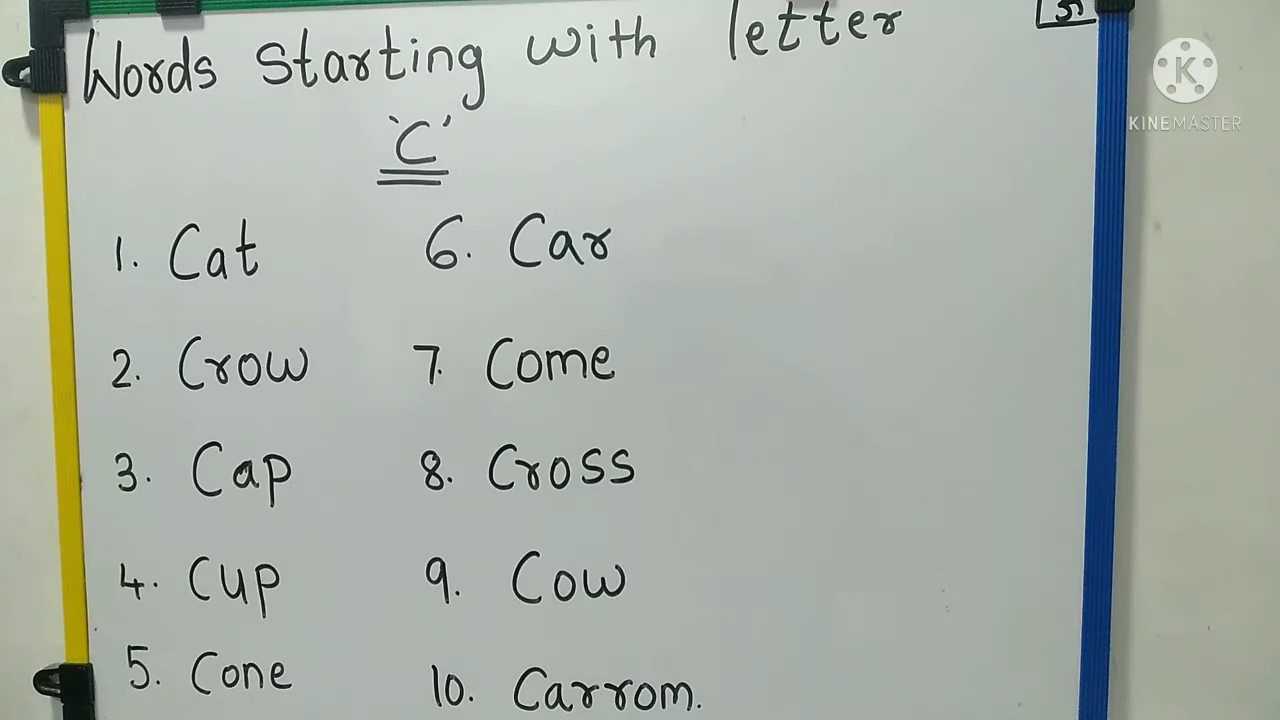 Words Starting with letter
'C'
1. Cat
2. Crow
3. Cap
4. Cup
5. Cone
6. Car
7. Come
8. Cross
9. Cow
10. Carrom.
K
KINEMASTER